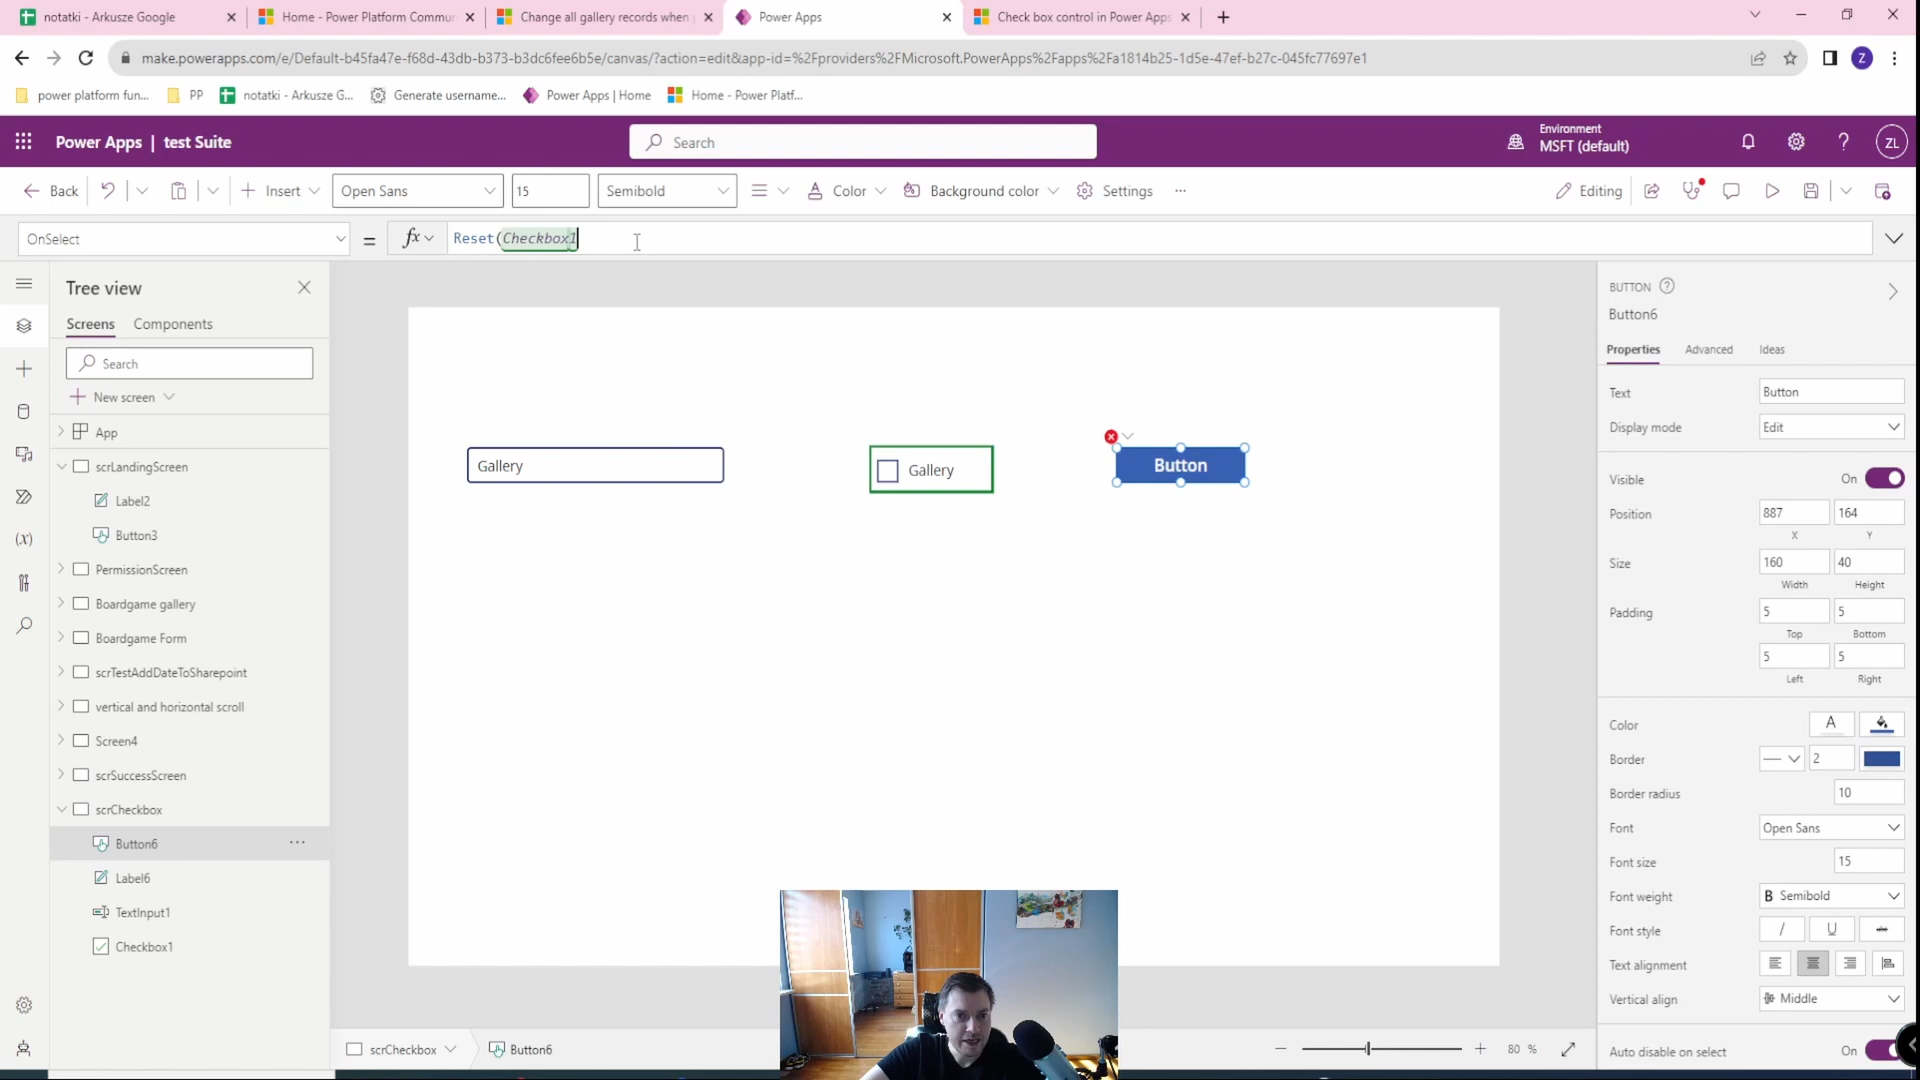 notatki - Arkusze Google
Home - Power Platform Commun
Change all gallery records when
Power Apps
Check box control in Power Apps
make.powerapps.com/e/Default-b45fa47e-f68d-43db-b373-b3dc6fee6b5e/canvas/?action=edit&app-id=%2Fproviders%2FMicrosoft.PowerApps%2Fapps%2Fa1814b25-1d5e-47ef-b27c-045fc77697e1
Z
power platform fun...
PP
notatki - Arkusze G...
Generate username...
Power Apps | Home
Home - Power Platf...
Power Apps | test Suite
Search
Environment
MSFT (default)
ZL
Back
Insert
Open Sans
15
Semibold
Color
Background color
Settings
...
Editing
OnSelect
=
fx
Reset(Checkbox1
Tree view
Screens
Components
Search
New screen
App
scrLandingScreen
Label2
Button3
PermissionScreen
Boardgame gallery
Boardgame Form
scrTestAddDateToSharepoint
vertical and horizontal scroll
Screen4
scrSuccessScreen
scrCheckbox
Button6
...
Label6
TextInput1
Checkbox1
Gallery
Gallery
Button
scrCheckbox
Button6
80 %
BUTTON
Button6
Properties
Advanced
Ideas
Text
Button
Display mode
Edit
Visible
On
Position
887
164
X
Y
Size
160
40
Width
Height
Padding
5
5
Top
Bottom
5
5
Left
Right
Color
A
Border
2
Border radius
10
Font
Open Sans
Font size
15
Font weight
B Semibold
Font style
/
U
Text alignment
Vertical align
Middle
Auto disable on select
On